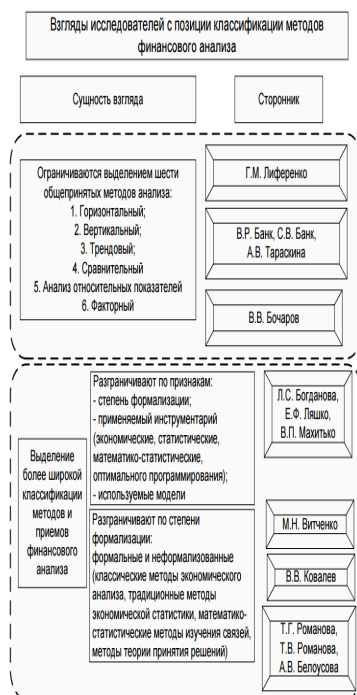 Взгляды исследователей с позиции классификации методов
финансового анализа
Сущность взгляда
Сторонник
Ограничиваются выделением шести
общепринятых методов анализа:
1. Горизонтальный;
2. Вертикальный;
3. Трендовый;
4. Сравнительный
5. Анализ относительных показателей
6. Факторный
Г.М. Лиференко
В.Р. Банк, С.В. Банк,
А.В. Тараскина
В.В. Бочаров
Выделение
более широкой
классификации
методов и
приемов
финансового
анализа
Разграничивают по признакам:
- степень формализации;
- применяемый инструментарий
(экономические, статистические,
математико-статистические,
оптимального программирования);
- используемые модели
Л.С. Богданова,
Е.Ф. Ляшко,
В.П. Махитько
Разграничивают по степени
формализации:
формальные и неформализованные
(классические методы экономического
анализа, традиционные методы
экономической статистики, математико-
статистические методы изучения связей,
методы теории принятия решений)
М.Н. Витченко
В.В. Ковалев
Т.Г. Романова,
Т.В. Романова,
А.В. Белоусова